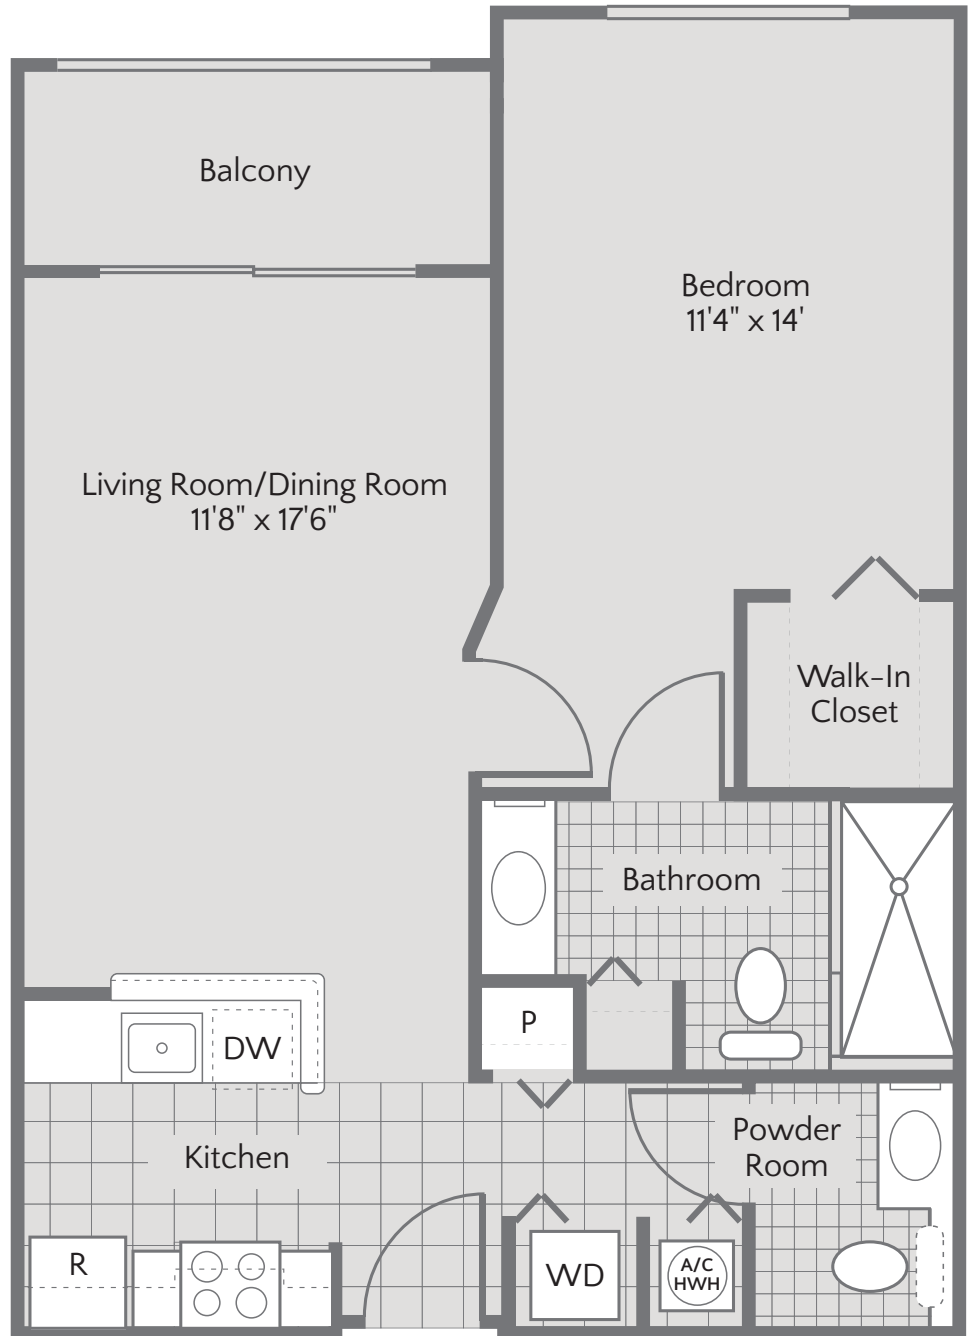 Balcony
Bedroom
11'4" x 14'
Living Room/Dining Room
11'8" x 17'6"
Walk-In
Closet
Bathroom
P
DW
Powder
Room
Kitchen
R
WD
A/C
HWH